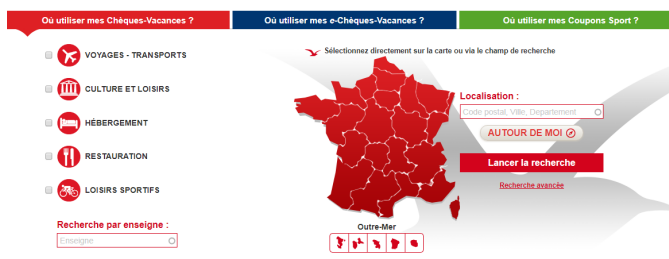 Où utiliser mes Chèques-Vacances ?
Où utiliser mes e-Chèques-Vacances ?
Où utiliser mes Coupons Sport ?
Sélectionnez directement sur la carte ou via le champ de recherche
VOYAGES - TRANSPORTS
CULTURE ET LOISIRS
HÉBERGEMENT
RESTAURATION
LOISIRS SPORTIFS
Recherche par enseigne :
Enseigne
Outre-Mer
Localisation :
Code postal, Ville, Departement
AUTOUR DE MOI
Lancer la recherche
Recherche avancée